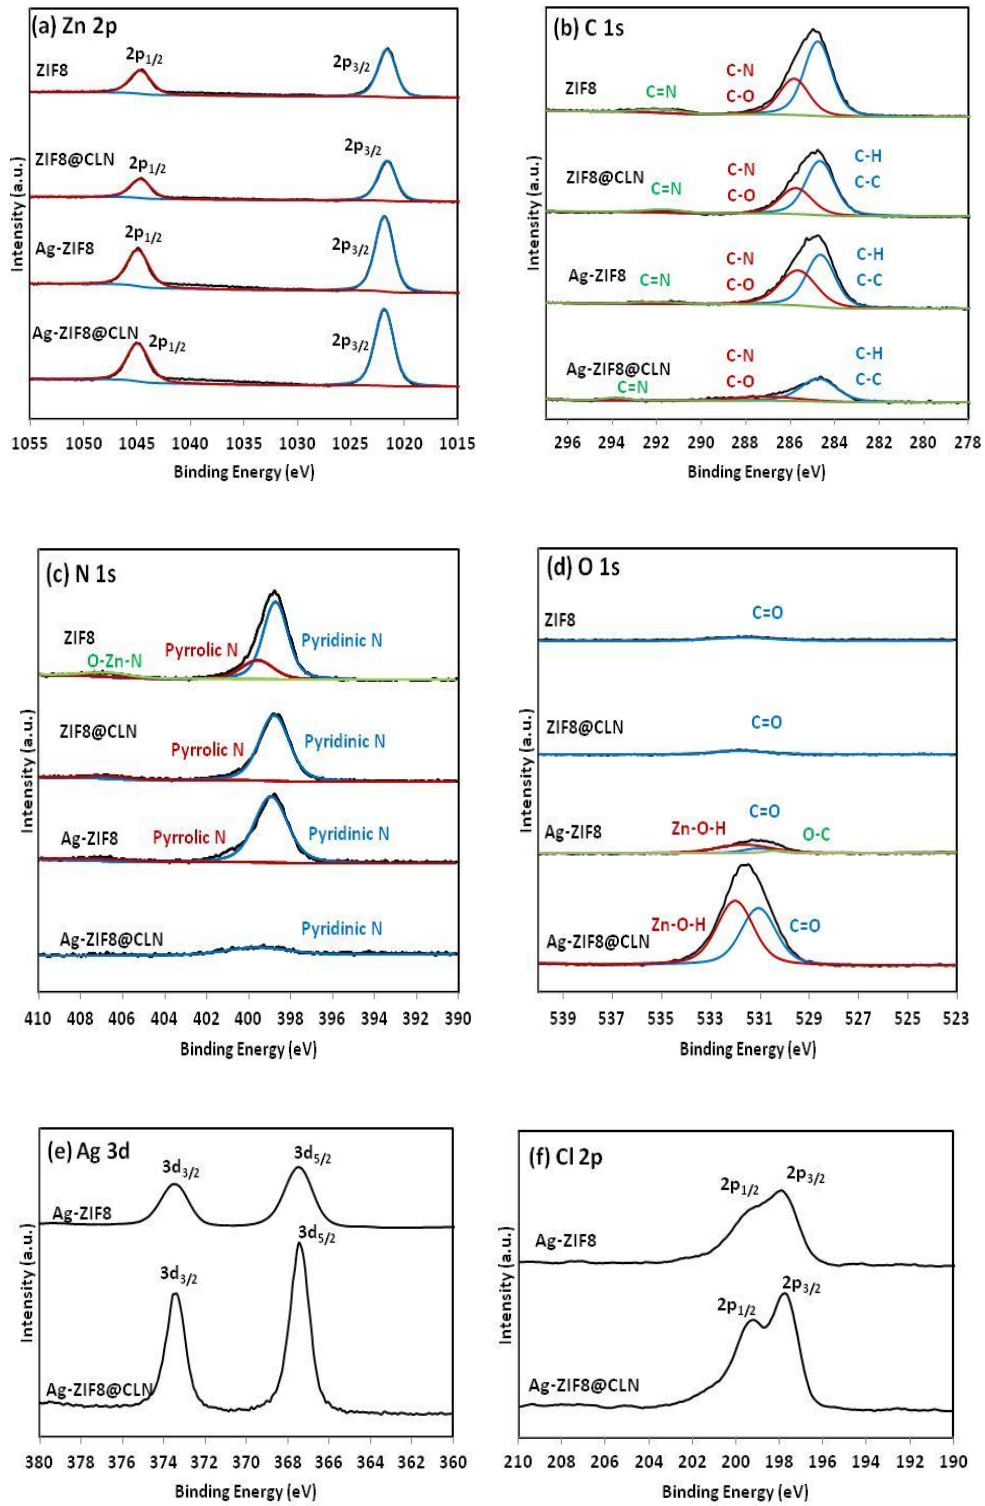 (a) Zn 2p
ZIF8
2p1/2
2p3/2
ZIF8@CLN
2p1/2
2p3/2
Ag-ZIF8
2p1/2
2p3/2
Ag-ZIF8@CLN
2p1/2
2p3/2
Intensity (a.u.)
1055 1050 1045 1040 1035 1030 1025 1020 1015
Binding Energy (eV)
(b) C 1s
ZIF8
C=N
C-N
C-O
ZIF8@CLN
C=N
C-N
C-O
C-H
C-C
Ag-ZIF8
C=N
C-N
C-O
C-H
C-C
Ag-ZIF8@CLN
C=N
C-N
C-O
C-H
C-C
Intensity (a.u.)
296 294 292 290 288 286 284 282 280 278
Binding Energy (eV)
(c) N 1s
ZIF8
O-Zn-N
Pyrrolic N
Pyridinic N
ZIF8@CLN
Pyrrolic N
Pyridinic N
Ag-ZIF8
Pyrrolic N
Pyridinic N
Ag-ZIF8@CLN
Pyridinic N
Intensity (a.u.)
410 408 406 404 402 400 398 396 394 392 390
Binding Energy (eV)
(d) O 1s
ZIF8
C=O
ZIF8@CLN
C=O
Ag-ZIF8
Zn-O-H
C=O
O-C
Ag-ZIF8@CLN
Zn-O-H
C=O
Intensity (a.u.)
539 537 535 533 531 529 527 525 523
Binding Energy (eV)
(e) Ag 3d
3d3/2
3d5/2
Ag-ZIF8
3d3/2
3d5/2
Ag-ZIF8@CLN
Intensity (a.u.)
380 378 376 374 372 370 368 366 364 362 360
Binding Energy (eV)
(f) Cl 2p
2p1/2
2p3/2
Ag-ZIF8
2p1/2
2p3/2
Ag-ZIF8@CLN
Intensity (a.u.)
210 208 206 204 202 200 198 196 194 192 190
Binding Energy (eV)